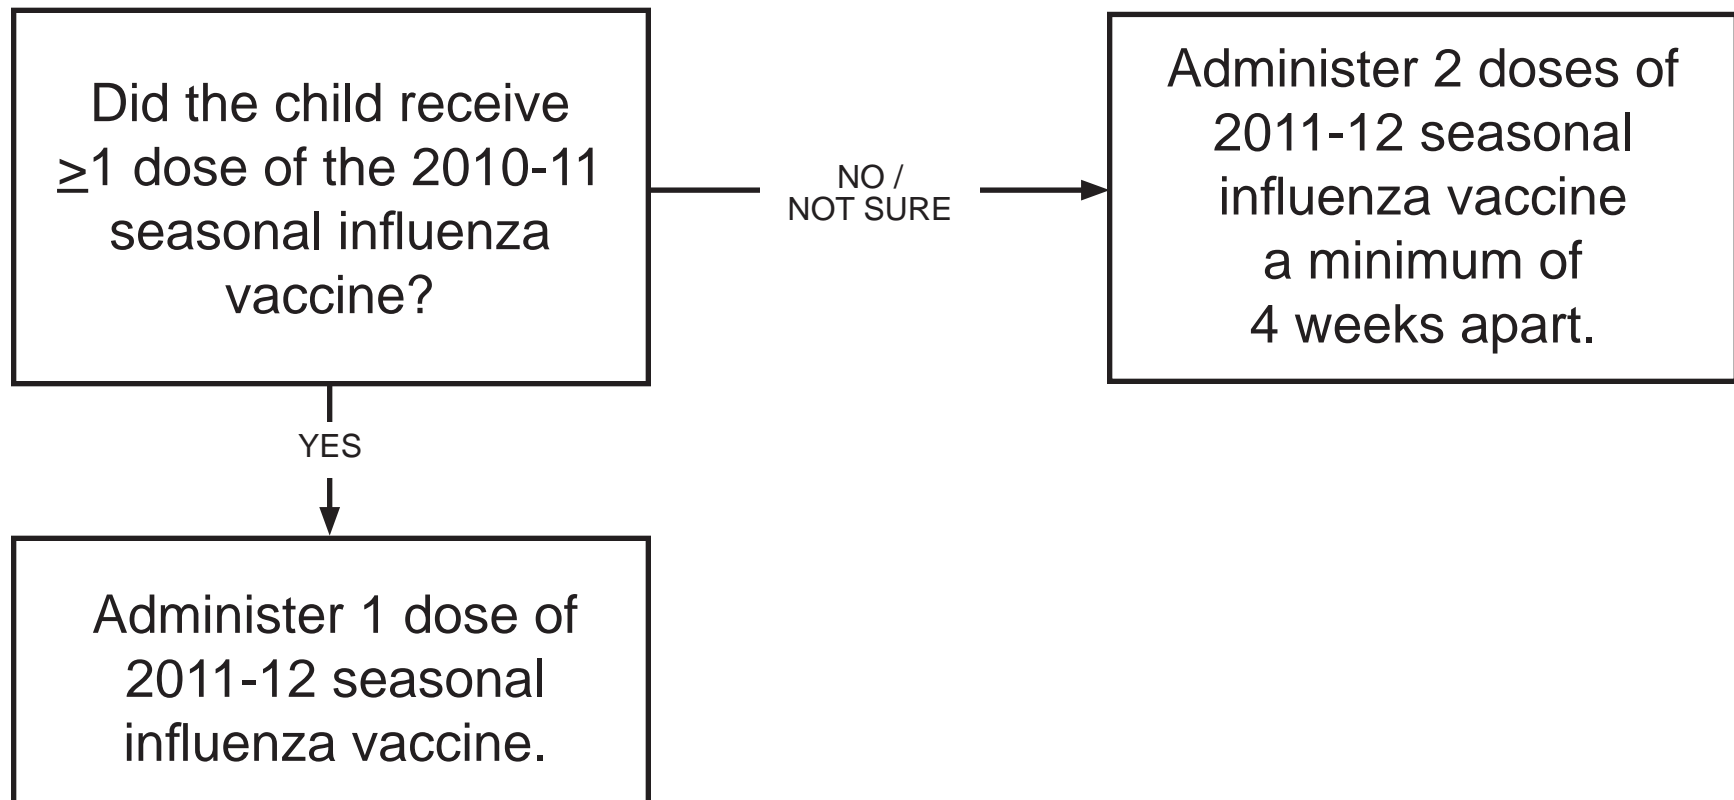 Did the child receive
≥1 dose of the 2010-11
seasonal influenza
vaccine?
NO /
NOT SURE
Administer 2 doses of
2011-12 seasonal
influenza vaccine
a minimum of
4 weeks apart.
YES
Administer 1 dose of
2011-12 seasonal
influenza vaccine.